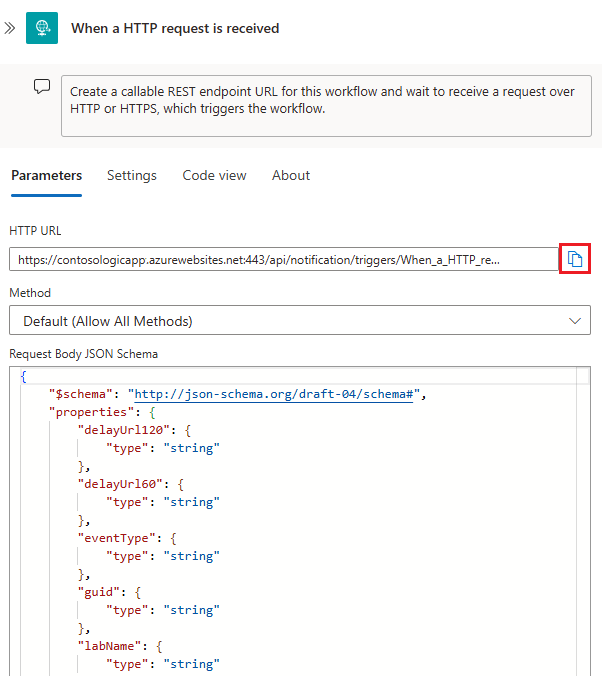 When a HTTP request is received
Create a callable REST endpoint URL for this workflow and wait to receive a request over
HTTP or HTTPS, which triggers the workflow.
Parameters Settings Code view About
HTTP URL
https://contosologicapp.azurewebsites.net:443/api/notification/triggers/When_a_HTTP_re...
Method
Default (Allow All Methods)
Request Body JSON Schema
{
"$schema": "http://json-schema.org/draft-04/schema#",
"properties": {
"delayUrl120": {
"type": "string"
},
"delayUrl60": {
"type": "string"
},
"eventType": {
"type": "string"
},
"guid": {
"type": "string"
},
"labName": {
"type": "string"